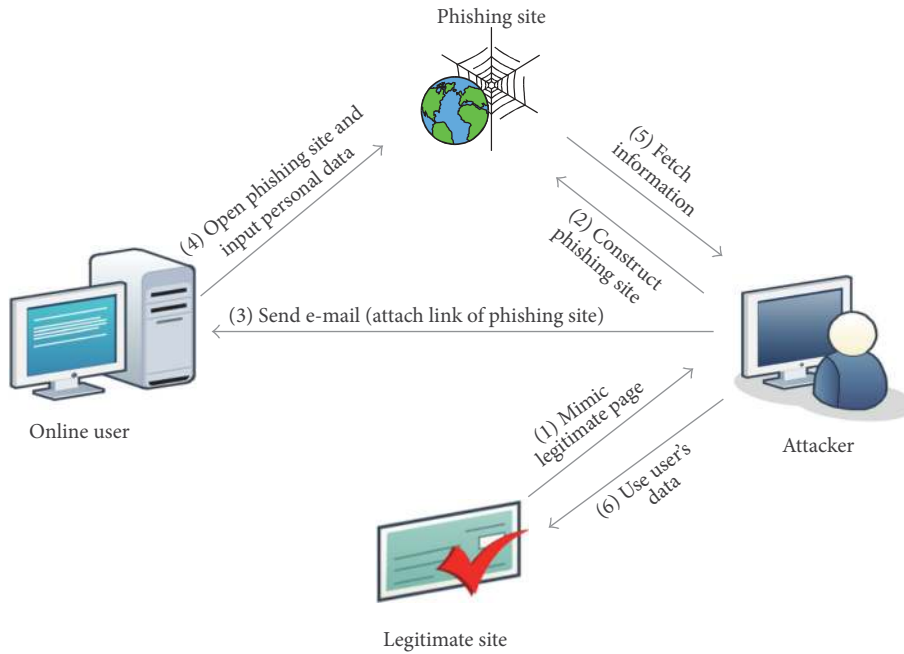 Phishing site
(4) Open phishing site and
input personal data
(5) Fetch
information
(2) Construct
phishing site
(3) Send e-mail (attach link of phishing site)
Online user
Attacker
(1) Mimic
legitimate page
(6) Use user's
data
Legitimate site